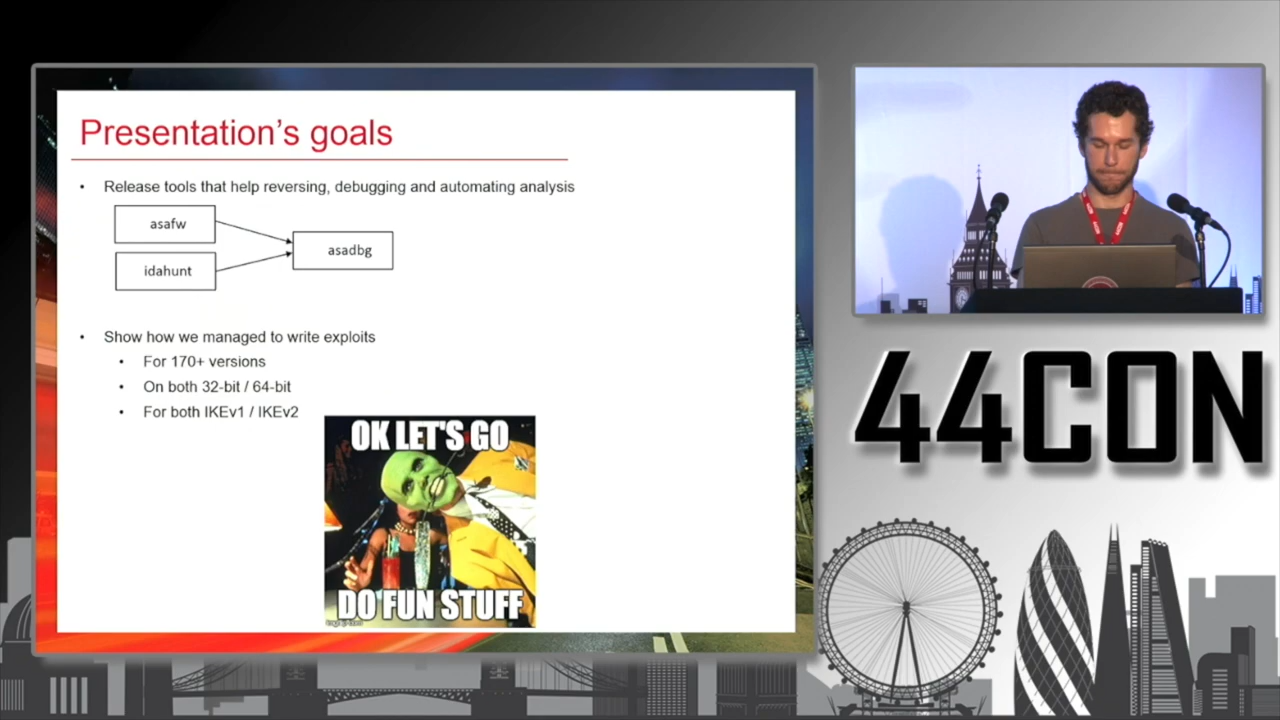 Presentation's goals
• Release tools that help reversing, debugging and automating analysis
asafw
idahunt
asadbg
• Show how we managed to write exploits
• For 170+ versions
• On both 32-bit / 64-bit
• For both IKEv1 / IKEv2
OK LET'S GO
DO FUN STUFF
44CON